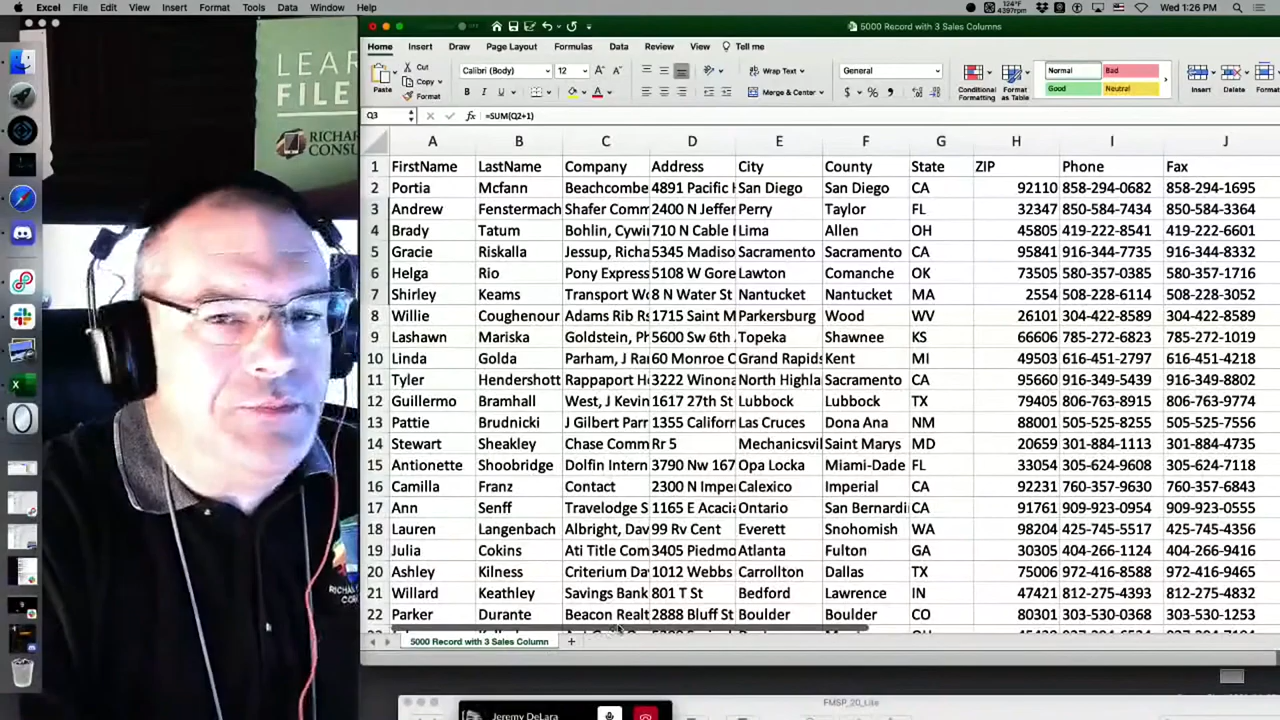 Excel File Edit View Insert Format Tools Data Window Help
124°F
4397rpm
Wed 1:26 PM
LEAR
FILE
RICHAR
CONSU
5000 Record with 3 Sales Columns
Home Insert Draw Page Layout Formulas Data Review View Tell me
Paste
Cut
Copy
Format
Calibri (Body) 12
B I U
Wrap Text
Merge & Center
General
$ % 9
Conditional Formatting
Format as Table
Normal Bad
Good Neutral
Insert Delete Format
Q3 fx =SUM(Q2+1)
A B C D E F G H I J
1 FirstName LastName Company Address City County State ZIP Phone Fax
2 Portia Mcfann Beachcombe 4891 Pacific H San Diego San Diego CA 92110 858-294-0682 858-294-1695
3 Andrew Fenstermach Shafer Comm 2400 N Jeffer Perry Taylor FL 32347 850-584-7434 850-584-3364
4 Brady Tatum Bohlin, Cywin 710 N Cable R Lima Allen OH 45805 419-222-8541 419-222-6601
5 Gracie Riskalla Jessup, Richa 5345 Madiso Sacramento Sacramento CA 95841 916-344-7735 916-344-8332
6 Helga Rio Pony Express 5108 W Gore Lawton Comanche OK 73505 580-357-0385 580-357-1716
7 Shirley Keams Transport Wo 8 N Water St Nantucket Nantucket MA 2554 508-228-6114 508-228-3052
8 Willie Coughenour Adams Rib Rs 1715 Saint M Parkersburg Wood WV 26101 304-422-8589 304-422-8589
9 Lashawn Mariska Goldstein, Ph 5600 Sw 6th Topeka Shawnee KS 66606 785-272-6823 785-272-1019
10 Linda Golda Parham, J Ran 60 Monroe C Grand Rapids Kent MI 49503 616-451-2797 616-451-4218
11 Tyler Hendershott Rappaport He 3222 Winona North Highla Sacramento CA 95660 916-349-5439 916-349-8802
12 Guillermo Bramhall West, J Kevin 1617 27th St Lubbock Lubbock TX 79405 806-763-8915 806-763-9774
13 Pattie Brudnicki J Gilbert Parr 1355 Californ Las Cruces Dona Ana NM 88001 505-525-8255 505-525-7556
14 Stewart Sheakley Chase Comm Rr 5 Mechanicsvil Saint Marys MD 20659 301-884-1113 301-884-4735
15 Antionette Shoobridge Dolfin Intern 3790 Nw 167 Opa Locka Miami-Dade FL 33054 305-624-9608 305-624-7118
16 Camilla Franz Contact 2300 N Impe Calexico Imperial CA 92231 760-357-9630 760-357-6843
17 Ann Senff Travelodge S 1165 E Acacia Ontario San Bernardi CA 91761 909-923-0954 909-923-0555
18 Lauren Langenbach Albright, Dav 99 Rv Cent Everett Snohomish WA 98204 425-745-5517 425-745-4356
19 Julia Cokins Ati Title Com 3405 Piedmo Atlanta Fulton GA 30305 404-266-1124 404-266-9416
20 Ashley Kilness Criterium Da 1012 Webbs Carrollton Dallas TX 75006 972-416-8588 972-416-8492
21 Willard Keathley Savings Bank 801 T St Bedford Lawrence IN 47421 812-275-4393 812-275-4832
22 Parker Durante Beacon Realt 2888 Bluff St Boulder Boulder CO 80301 303-530-0368 303-530-1253
5000 Record with 3 Sales Column
FMSP_20_Lite
Jeremy DeLara